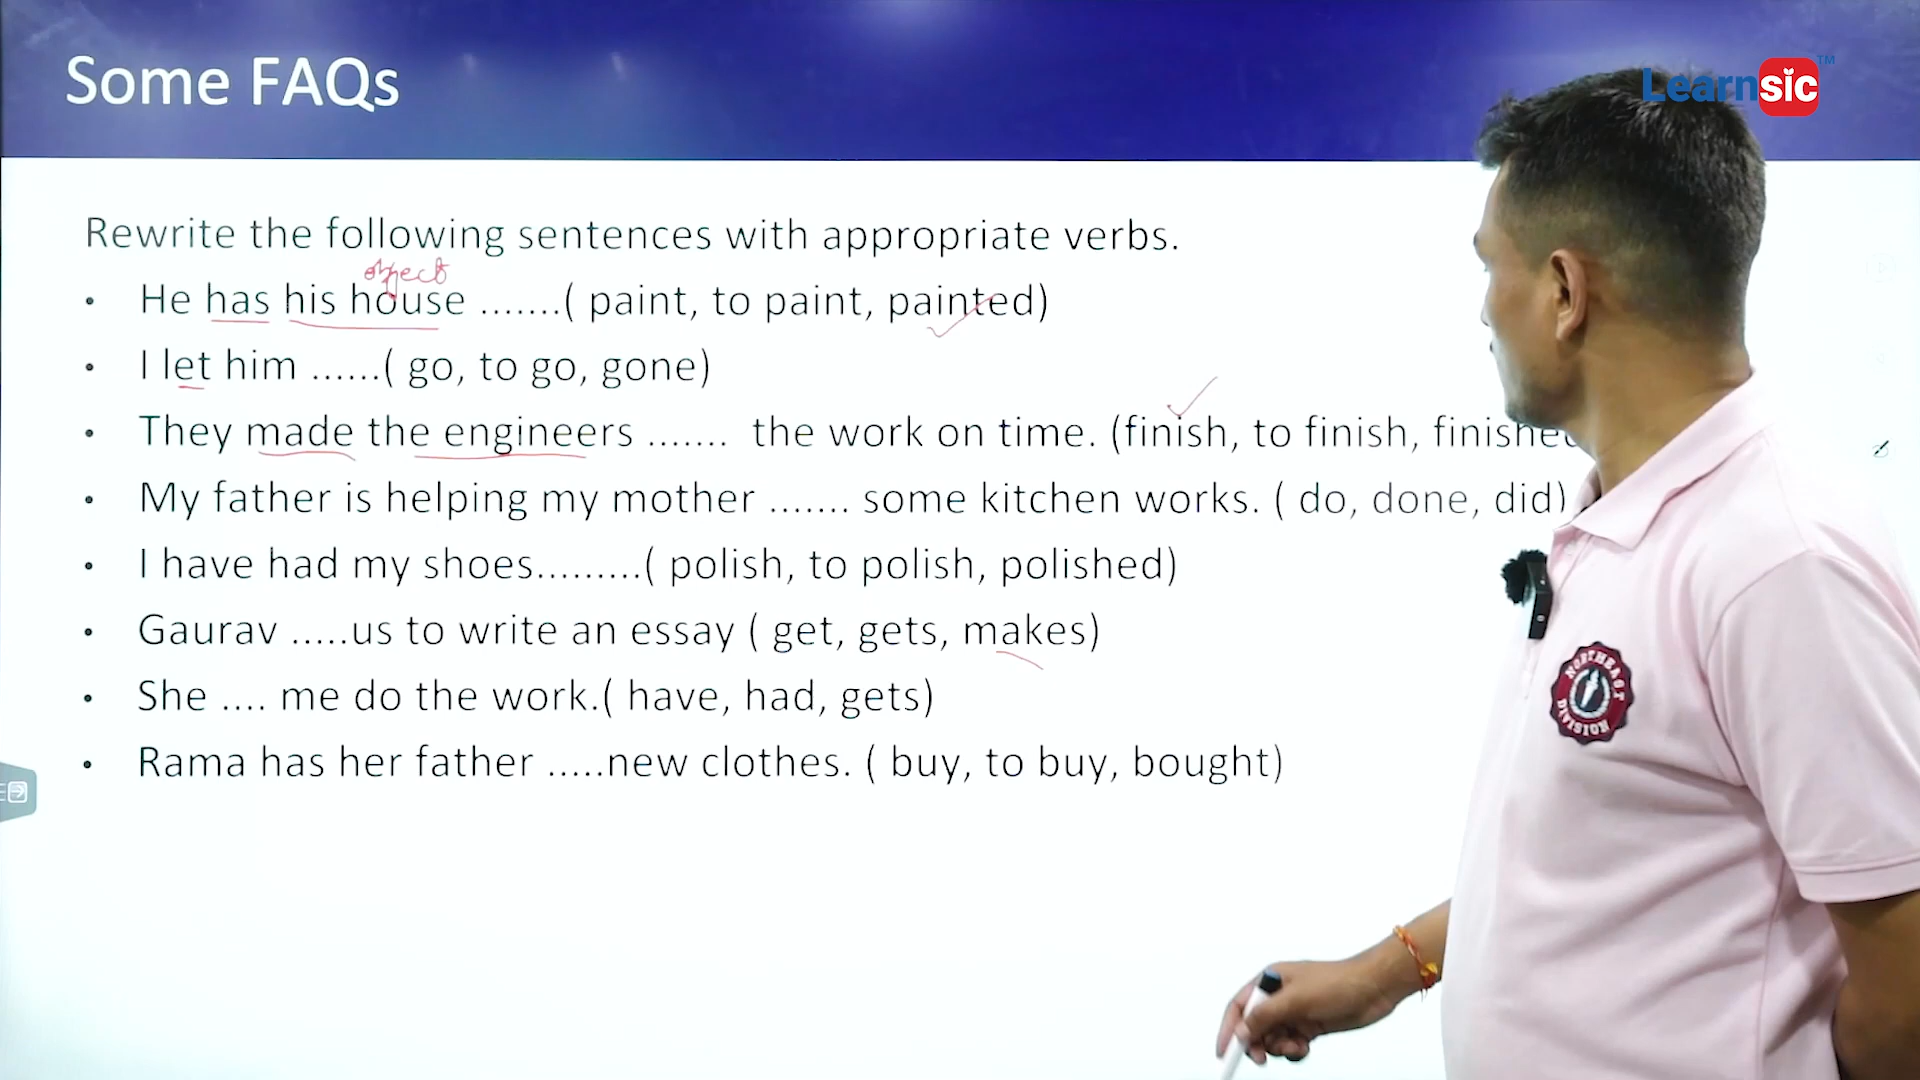 Some FAQs
Learnsic™
Rewrite the following sentences with appropriate verbs.
object
• He has his house .......( paint, to paint, painted)
• I let him ......( go, to go, gone)
• They made the engineers ....... the work on time. (finish, to finish, finished
• My father is helping my mother ....... some kitchen works. ( do, done, did)
• I have had my shoes.........( polish, to polish, polished)
• Gaurav .....us to write an essay ( get, gets, makes)
• She .... me do the work.( have, had, gets)
• Rama has her father .....new clothes. ( buy, to buy, bought)
NORTHEAST
DIVISION